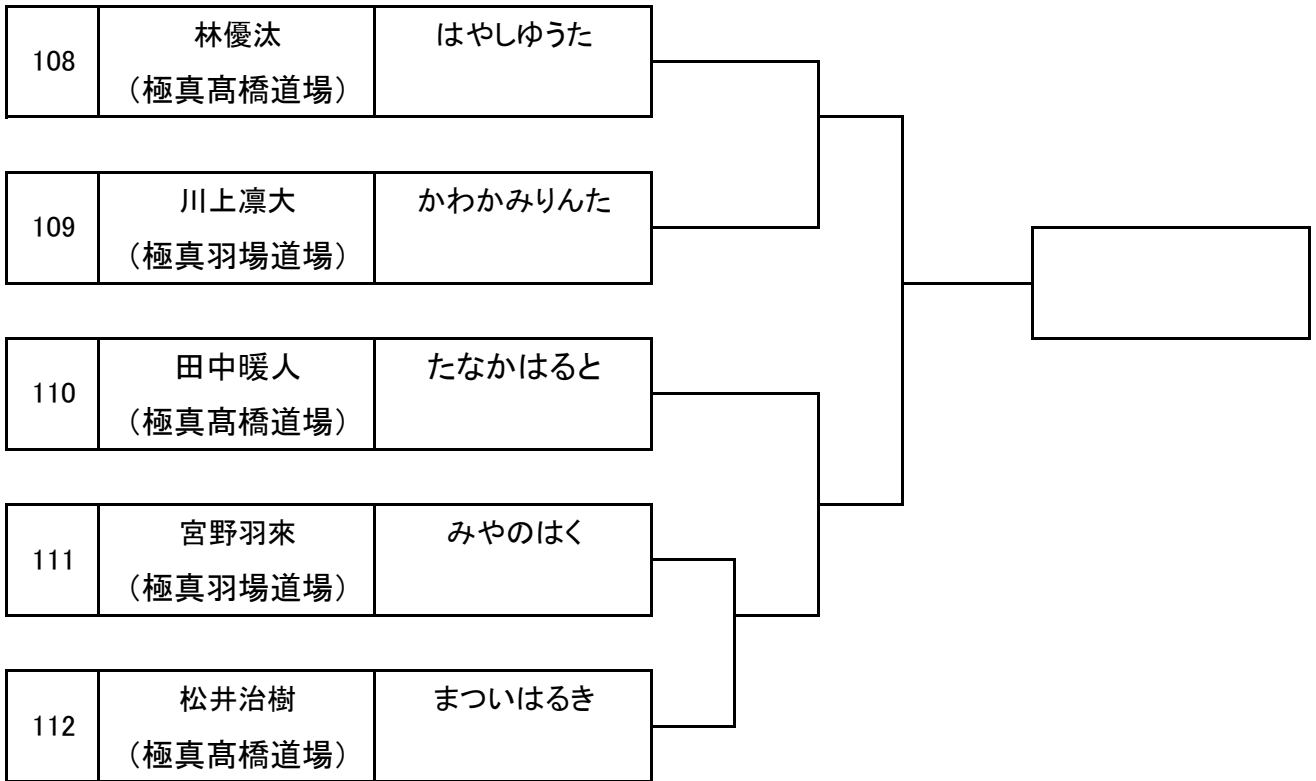 108 林優汰 はやしゆうた
（極真髙橋道場）
109 川上凛大 かわかみりんた
（極真羽場道場）
110 田中暖人 たなかはると
（極真髙橋道場）
111 宮野羽來 みやのはく
（極真羽場道場）
112 松井治樹 まついはるき
（極真髙橋道場）